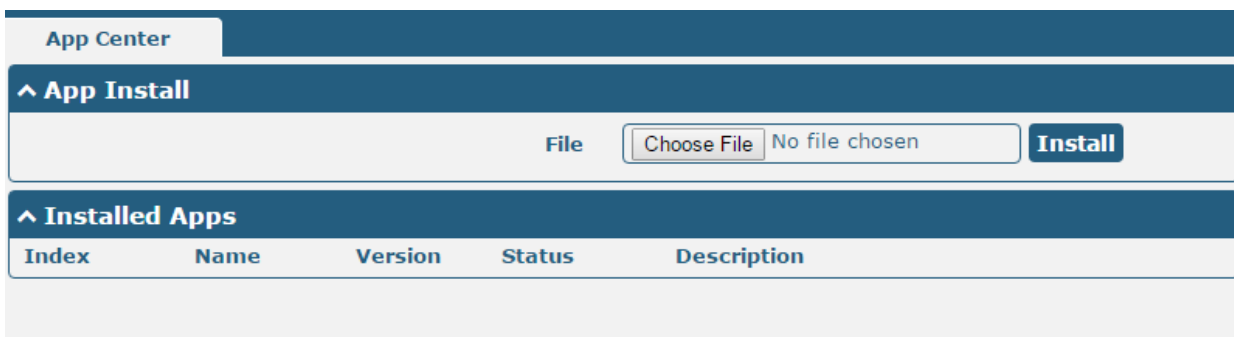 App Center
App Install
File Choose File No file chosen Install
Installed Apps
Index Name Version Status Description